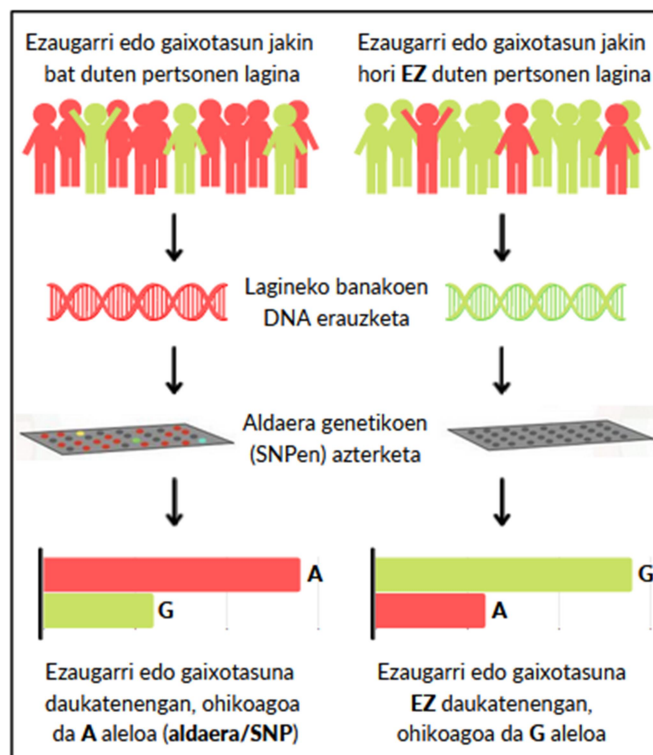 Ezaugarri edo gaixotasun jakin
bat duten pertsonen lagina
Ezaugarri edo gaixotasun jakin
hori EZ duten pertsonen lagina
Lagineko banakoen
DNA erauzketa
Aldaera genetikoen
(SNPen) azterketa
A
G
G
A
Ezaugarri edo gaixotasuna
daukatenengan, ohikoagoa
da A aleloa (aldaera/SNP)
Ezaugarri edo gaixotasuna
EZ daukatenengan,
ohikoagoa da G aleloa